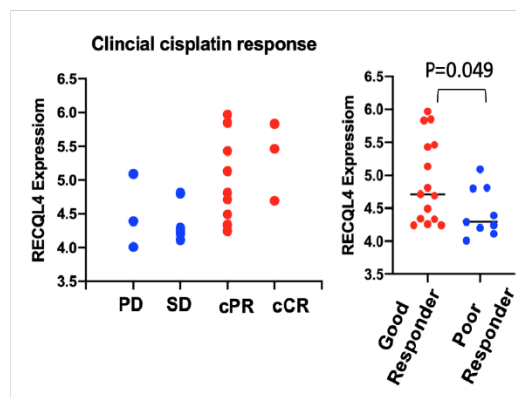 Clincial cisplatin response
RECQL4 Expressiom
6.5
6.0
5.5
5.0
4.5
4.0
3.5
PD SD cPR cCR
P=0.049
RECQL4 Expressiom
6.5
6.0
5.5
5.0
4.5
4.0
3.5
Good
Responder
Poor
Responder